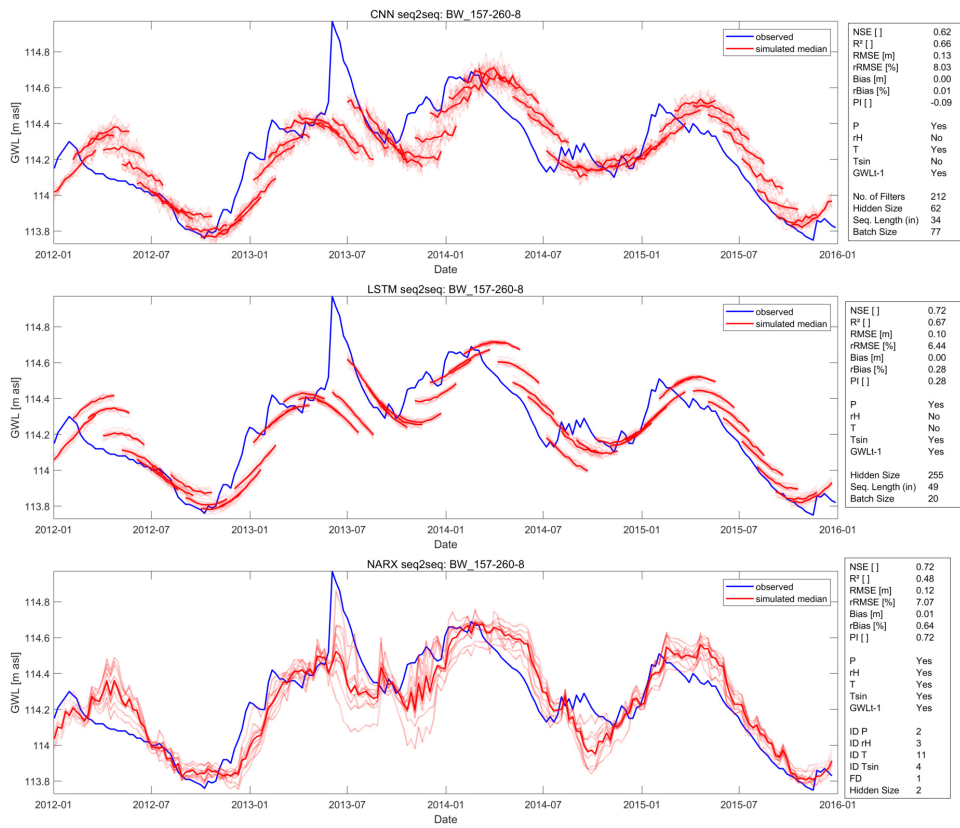 CNN seq2seq: BW_157-260-8
GWL [m asl]
114.8
114.6
114.4
114.2
114
113.8
observed
simulated median
2012-01 2012-07 2013-01 2013-07 2014-01 2014-07 2015-01 2015-07 2016-01
Date
NSE [ ] 0.62
R² [ ] 0.66
RMSE [m] 0.13
rRMSE [%] 8.03
Bias [m] 0.00
rBias [%] 0.01
PI [ ] -0.09
P Yes
rH No
T Yes
Tsin No
GWLt-1 Yes
No. of Filters 212
Hidden Size 62
Seq. Length (in) 34
Batch Size 77
LSTM seq2seq: BW_157-260-8
GWL [m asl]
114.8
114.6
114.4
114.2
114
113.8
observed
simulated median
2012-01 2012-07 2013-01 2013-07 2014-01 2014-07 2015-01 2015-07 2016-01
Date
NSE [ ] 0.72
R² [ ] 0.67
RMSE [m] 0.10
rRMSE [%] 6.44
Bias [m] 0.00
rBias [%] 0.28
PI [ ] 0.28
P Yes
rH No
T No
Tsin Yes
GWLt-1 Yes
Hidden Size 255
Seq. Length (in) 49
Batch Size 20
NARX seq2seq: BW_157-260-8
GWL [m asl]
114.8
114.6
114.4
114.2
114
113.8
observed
simulated median
2012-01 2012-07 2013-01 2013-07 2014-01 2014-07 2015-01 2015-07 2016-01
Date
NSE [ ] 0.72
R² [ ] 0.48
RMSE [m] 0.12
rRMSE [%] 7.07
Bias [m] 0.01
rBias [%] 0.64
PI [ ] 0.72
P Yes
rH Yes
T Yes
Tsin Yes
GWLt-1 Yes
ID P 2
ID rH 3
ID T 11
ID Tsin 4
FD 1
Hidden Size 2